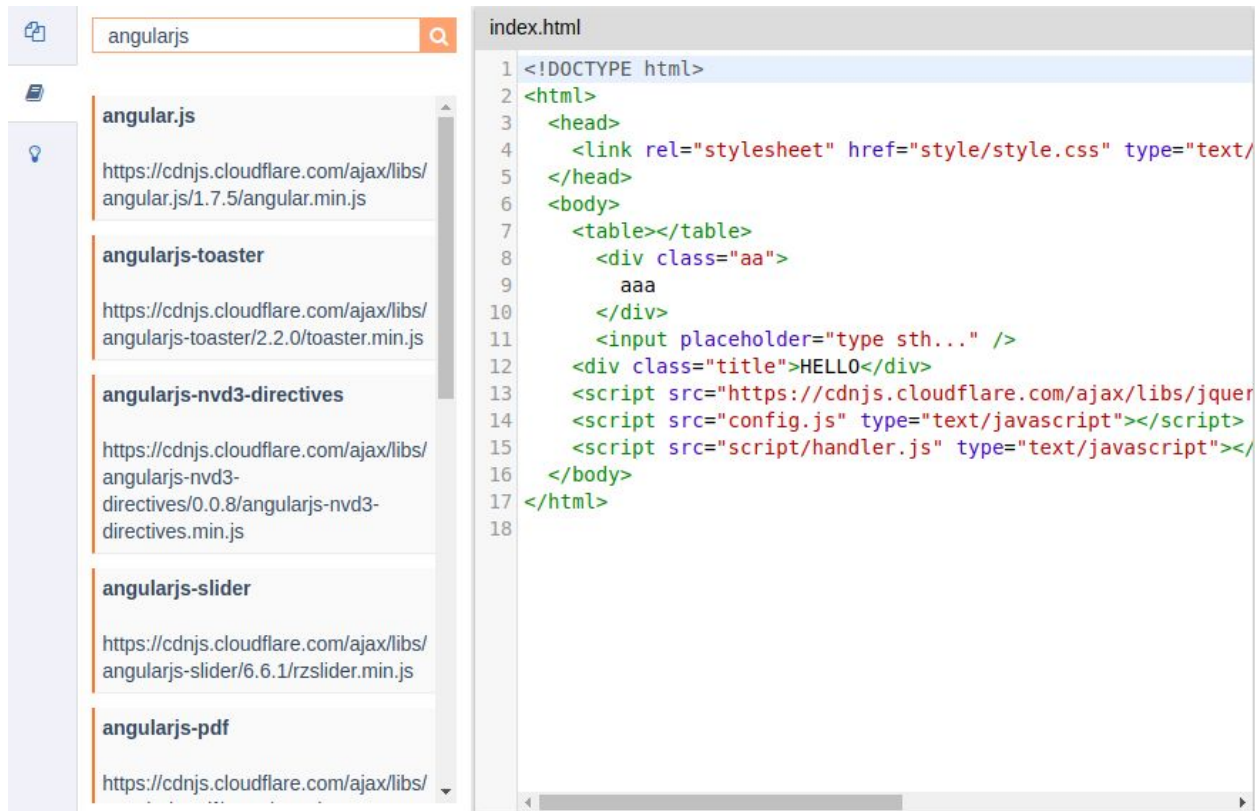 angularjs
angular.js
https://cdnjs.cloudflare.com/ajax/libs/
angular.js/1.7.5/angular.min.js
angularjs-toaster
https://cdnjs.cloudflare.com/ajax/libs/
angularjs-toaster/2.2.0/toaster.min.js
angularjs-nvd3-directives
https://cdnjs.cloudflare.com/ajax/libs/
angularjs-nvd3-
directives/0.0.8/angularjs-nvd3-
directives.min.js
angularjs-slider
https://cdnjs.cloudflare.com/ajax/libs/
angularjs-slider/6.6.1/rzslider.min.js
angularjs-pdf
https://cdnjs.cloudflare.com/ajax/libs/
index.html
1 <!DOCTYPE html>
2 <html>
3 <head>
4 <link rel="stylesheet" href="style/style.css" type="text/
5 </head>
6 <body>
7 <table></table>
8 <div class="aa">
9 aaa
10 </div>
11 <input placeholder="type sth..." />
12 <div class="title">HELLO</div>
13 <script src="https://cdnjs.cloudflare.com/ajax/libs/jquer
14 <script src="config.js" type="text/javascript"></script>
15 <script src="script/handler.js" type="text/javascript"></
16 </body>
17 </html>
18